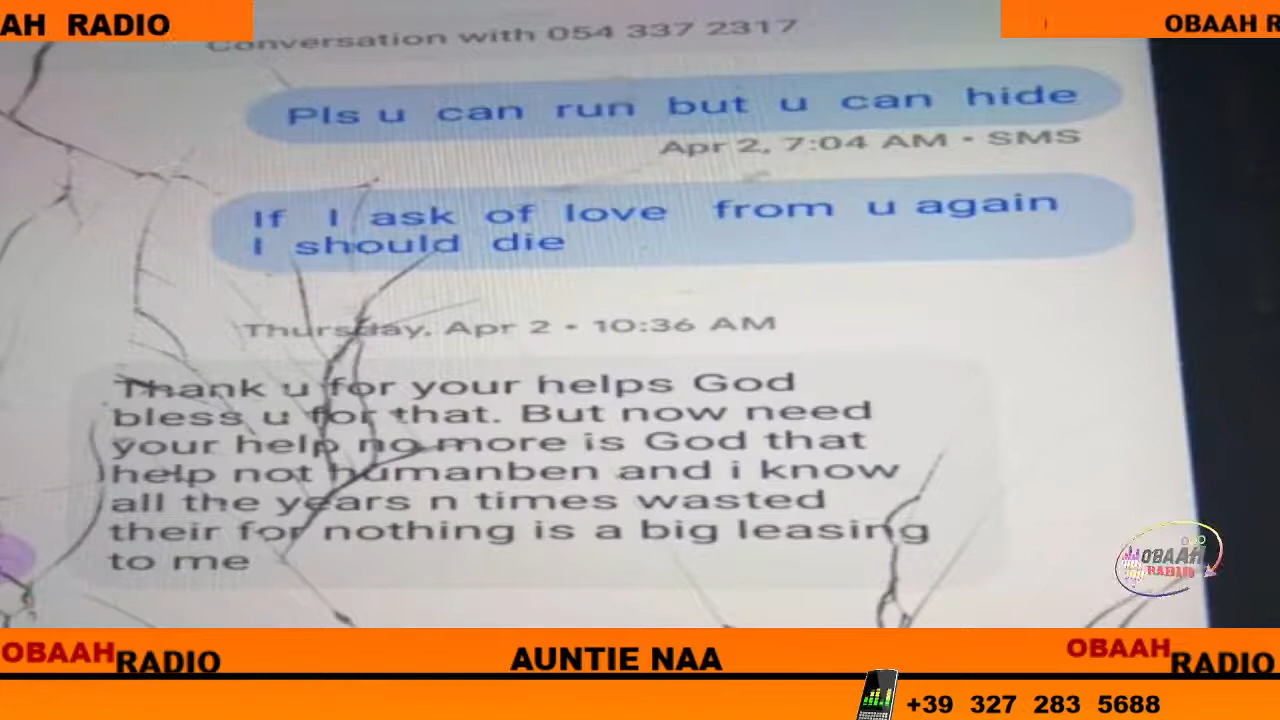 AH RADIO
OBAAH R
Conversation with 054 337 2317
Pls u can run but u can hide
Apr 2, 7:04 AM • SMS
If I ask of love from u again
I should die
Thursday, Apr 2 • 10:36 AM
Thank u for your helps God
bless u for that. But now need
your help no more is God that
help not humanben and i know
all the years n times wasted
their for nothing is a big leasing
to me
OBAAH
RADIO
OBAAH RADIO
AUNTIE NAA
OBAAH RADIO
+39 327 283 5688